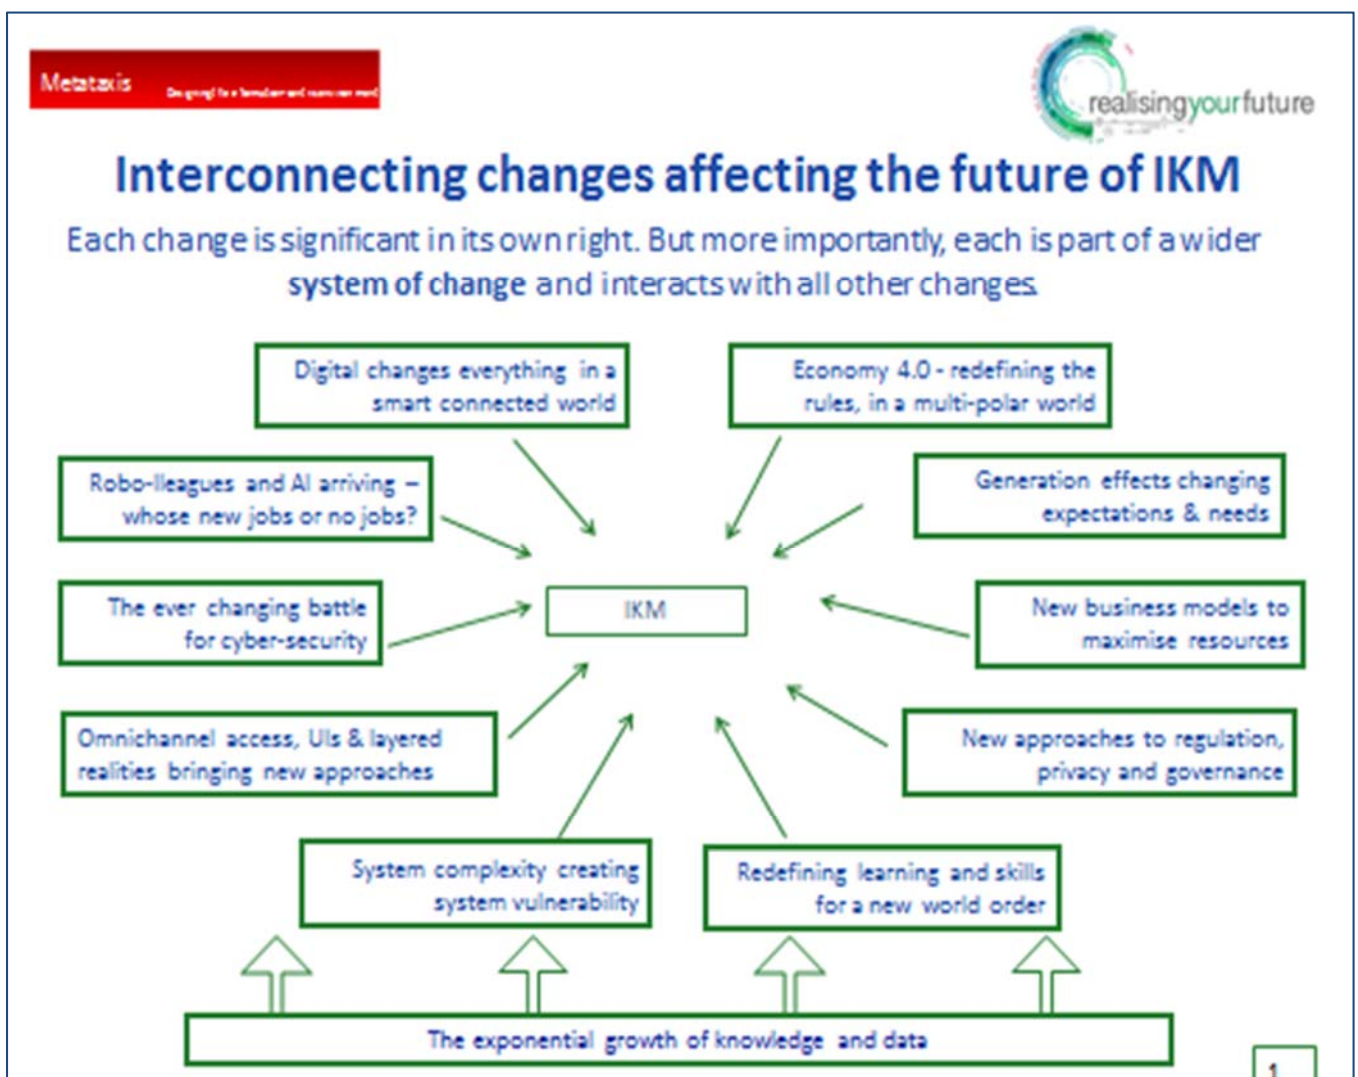 Metataxis
realisingyourfuture
Interconnecting changes affecting the future of IKM
Each change is significant in its own right. But more importantly, each is part of a wider
system of change and interacts with all other changes.
Digital changes everything in a
smart connected world
Economy 4.0 - redefining the
rules, in a multi-polar world
Robo-lleagues and AI arriving –
whose new jobs or no jobs?
Generation effects changing
expectations & needs
The ever changing battle
for cyber-security
IKM
New business models to
maximise resources
Omnichannel access, UIs & layered
realities bringing new approaches
New approaches to regulation,
privacy and governance
System complexity creating
system vulnerability
Redefining learning and skills
for a new world order
The exponential growth of knowledge and data
1